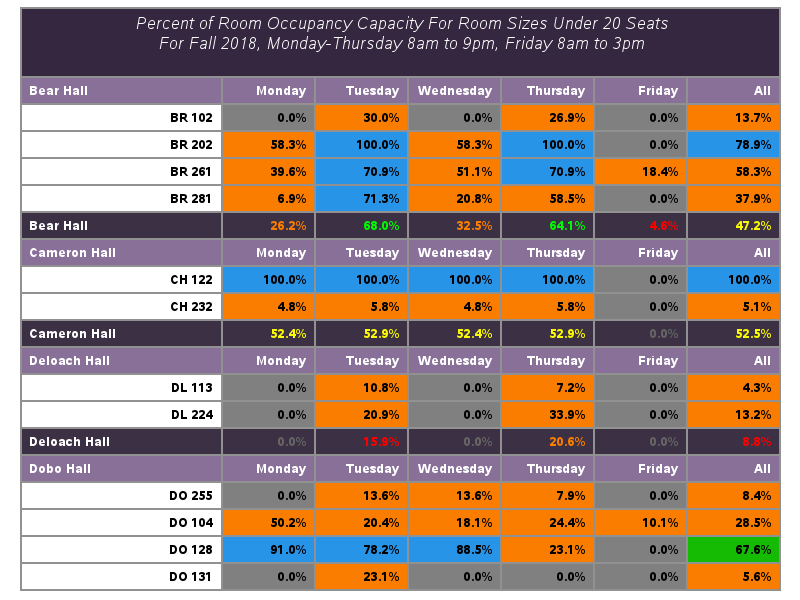 Percent of Room Occupancy Capacity For Room Sizes Under 20 Seats
For Fall 2018, Monday-Thursday 8am to 9pm, Friday 8am to 3pm
Bear Hall Monday Tuesday Wednesday Thursday Friday All
BR 102 0.0% 30.0% 0.0% 26.9% 0.0% 13.7%
BR 202 58.3% 100.0% 58.3% 100.0% 0.0% 78.9%
BR 261 39.6% 70.9% 51.1% 70.9% 18.4% 58.3%
BR 281 6.9% 71.3% 20.8% 58.5% 0.0% 37.9%
Bear Hall 26.2% 68.0% 32.5% 64.1% 4.6% 47.2%
Cameron Hall Monday Tuesday Wednesday Thursday Friday All
CH 122 100.0% 100.0% 100.0% 100.0% 0.0% 100.0%
CH 232 4.8% 5.8% 4.8% 5.8% 0.0% 5.1%
Cameron Hall 52.4% 52.9% 52.4% 52.9% 0.0% 52.5%
Deloach Hall Monday Tuesday Wednesday Thursday Friday All
DL 113 0.0% 10.8% 0.0% 7.2% 0.0% 4.3%
DL 224 0.0% 20.9% 0.0% 33.9% 0.0% 13.2%
Deloach Hall 0.0% 15.9% 0.0% 20.6% 0.0% 8.8%
Dobo Hall Monday Tuesday Wednesday Thursday Friday All
DO 255 0.0% 13.6% 13.6% 7.9% 0.0% 8.4%
DO 104 50.2% 20.4% 18.1% 24.4% 10.1% 28.5%
DO 128 91.0% 78.2% 88.5% 23.1% 0.0% 67.6%
DO 131 0.0% 23.1% 0.0% 0.0% 0.0% 5.6%